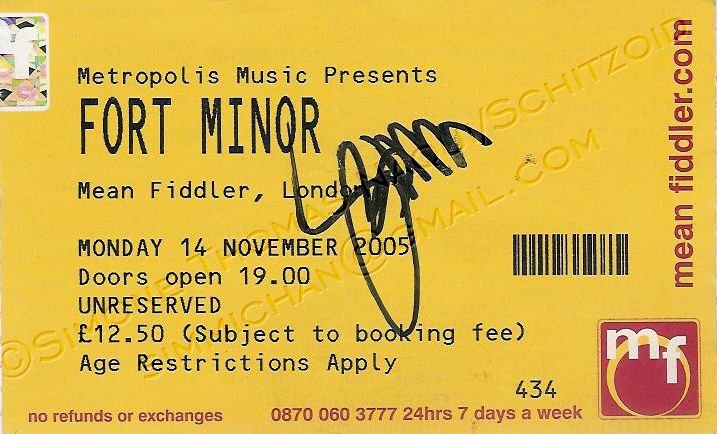 Metropolis Music Presents
FORT MINOR
Mean Fiddler, London
MONDAY 14 NOVEMBER 2005
Doors open 19.00
UNRESERVED
£12.50 (Subject to booking fee)
Age Restrictions Apply
434
no refunds or exchanges
0870 060 3777 24hrs 7 days a week
mean fiddler.com
mf
mf